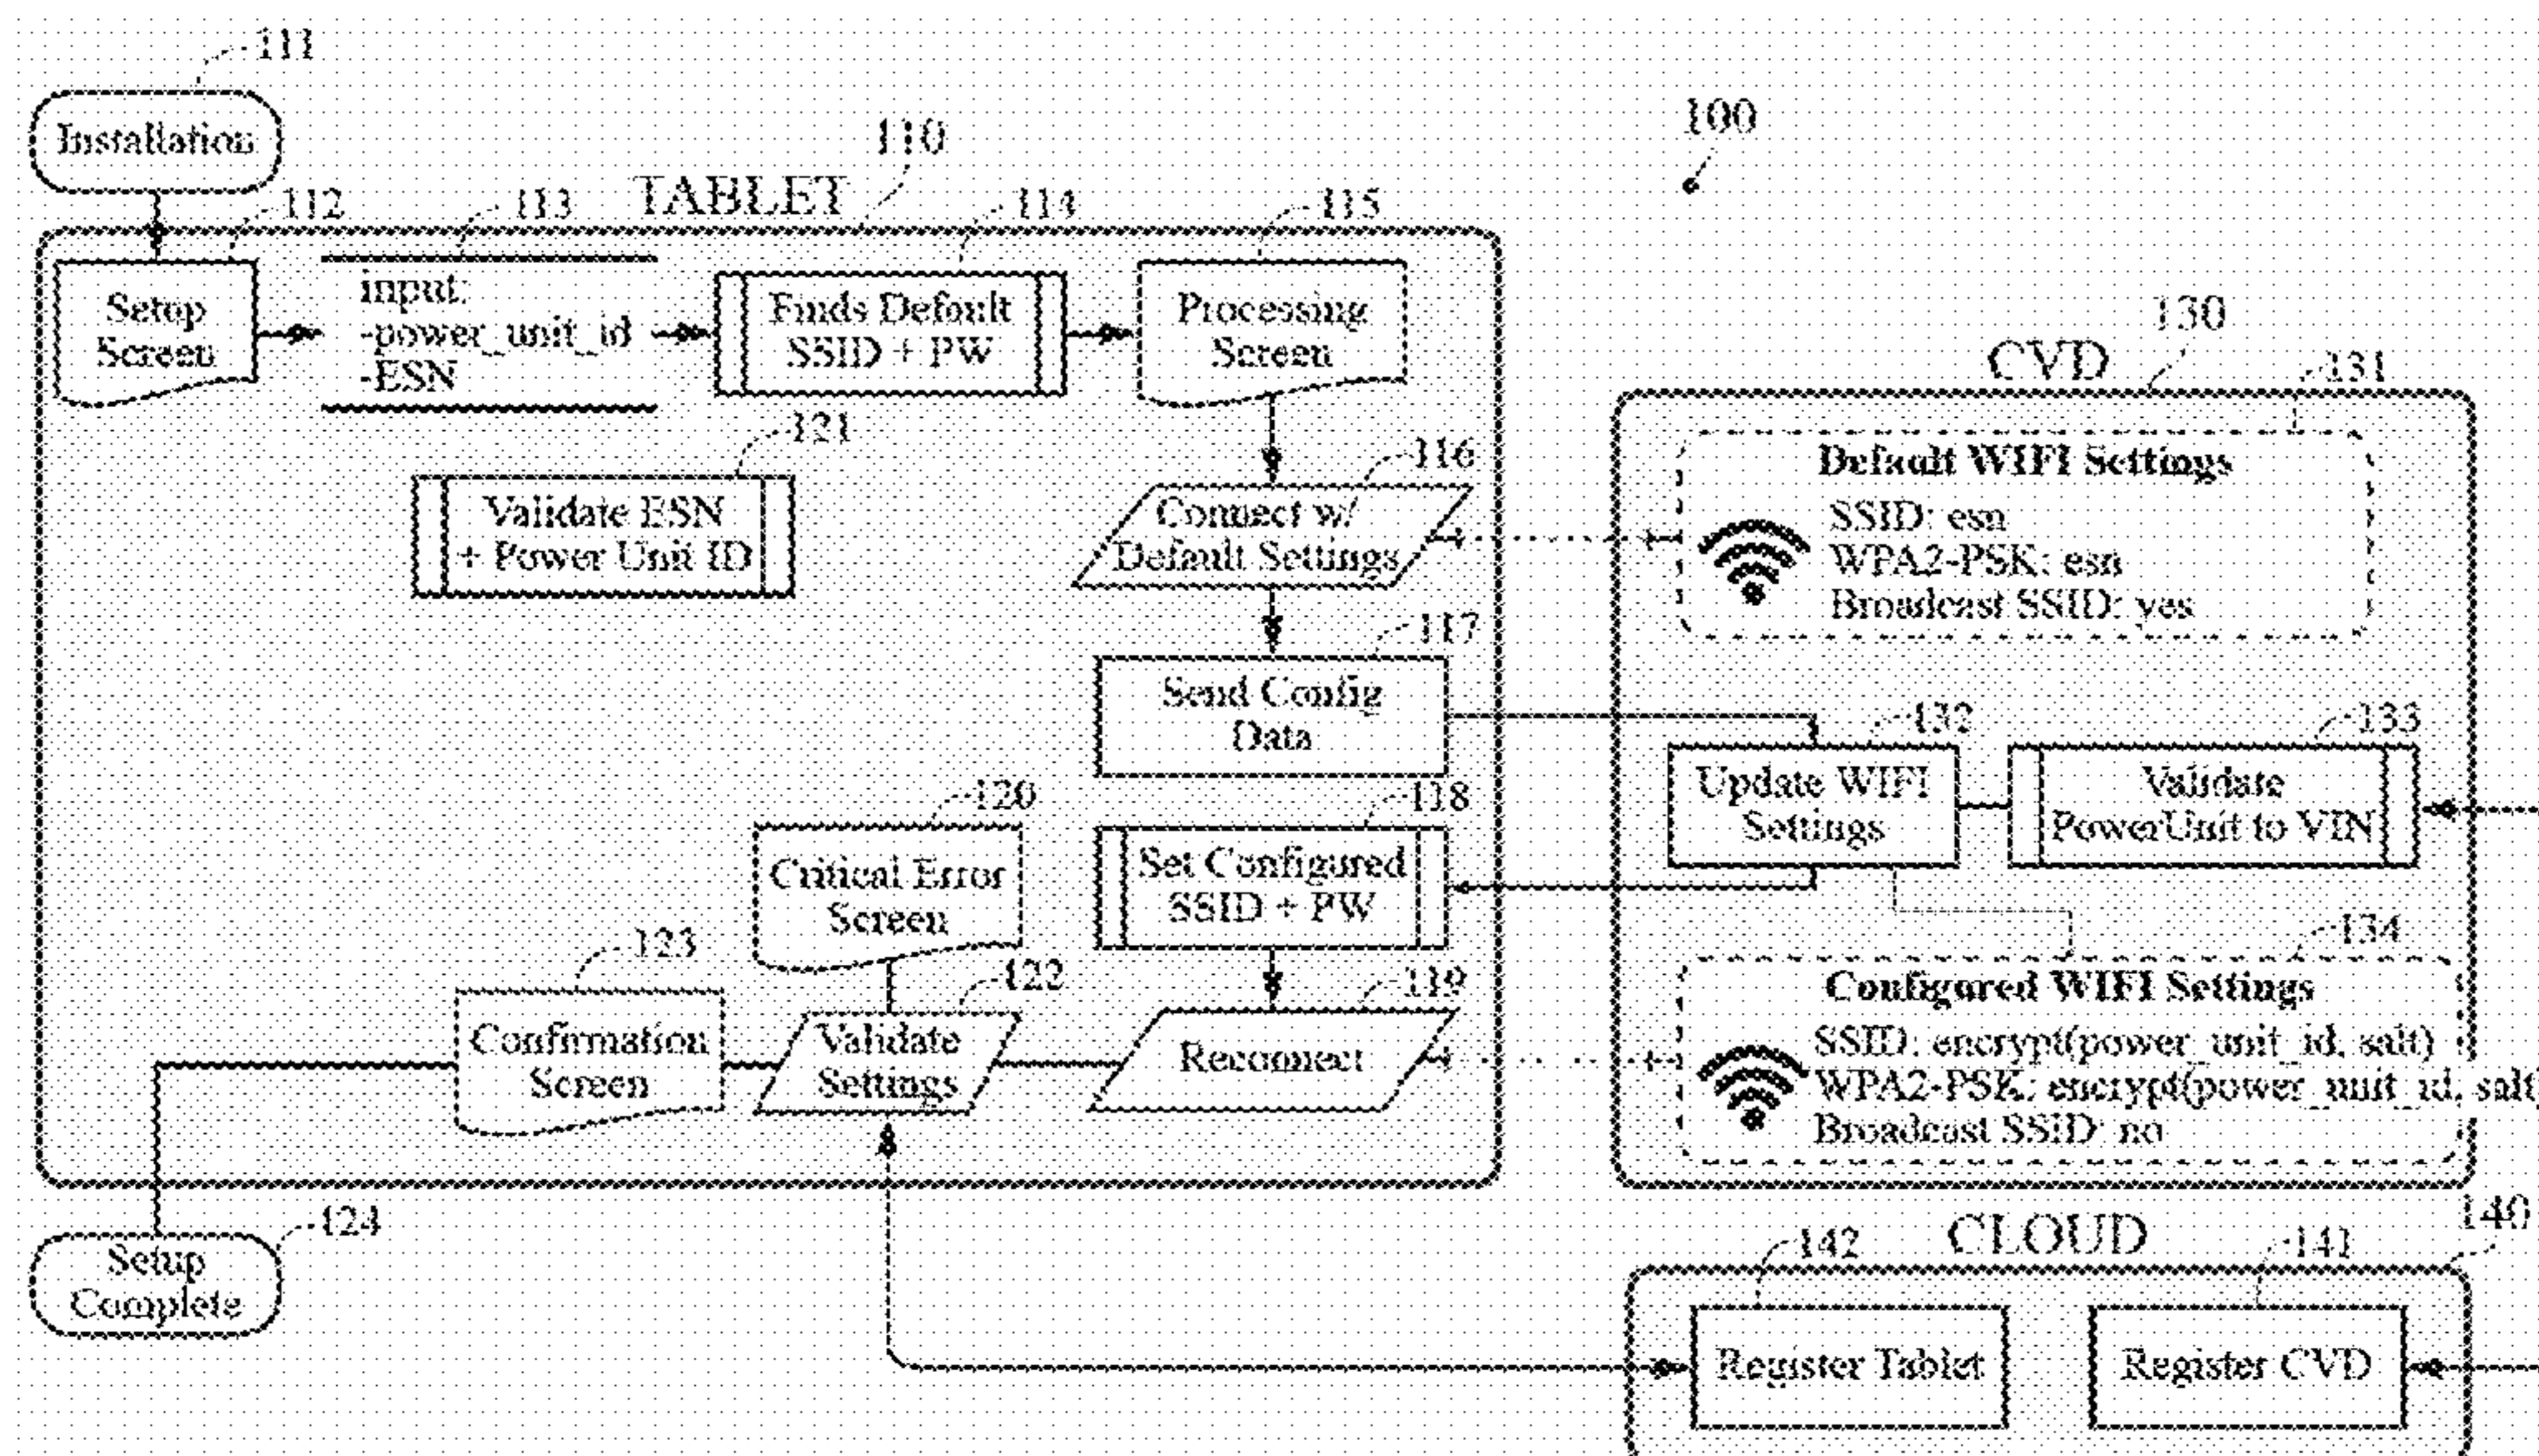 111
Installation
110
100
TABLET
112
113
114
115
Setup
Screen
input:
-power_unit_id
-ESN
Finds Default
SSID + PW
Processing
Screen
121
Validate ESN
+ Power Unit ID
116
Connect w/
Default Settings
117
Send Config
Data
118
Set Configured
SSID + PW
120
Critical Error
Screen
123
Confirmation
Screen
122
Validate
Settings
119
Reconnect
124
Setup
Complete
130
CVD
131
Default WIFI Settings
SSID: esn
WPA2-PSK: esn
Broadcast SSID: yes
132
Update WIFI
Settings
133
Validate
PowerUnit to VIN
134
Configured WIFI Settings
SSID: encrypt(power_unit_id, salt)
WPA2-PSK: encrypt(power_unit_id, salt)
Broadcast SSID: no
140
CLOUD
142
Register Tablet
141
Register CVD